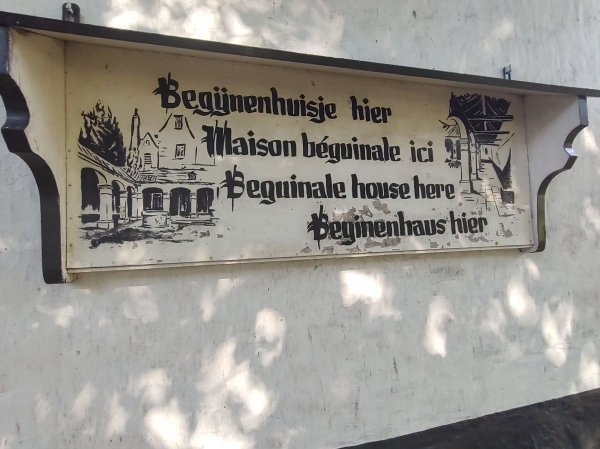 Begijnenhuisje hier
Maison béguinale ici
Beguinale house here
Beginenhaus hier